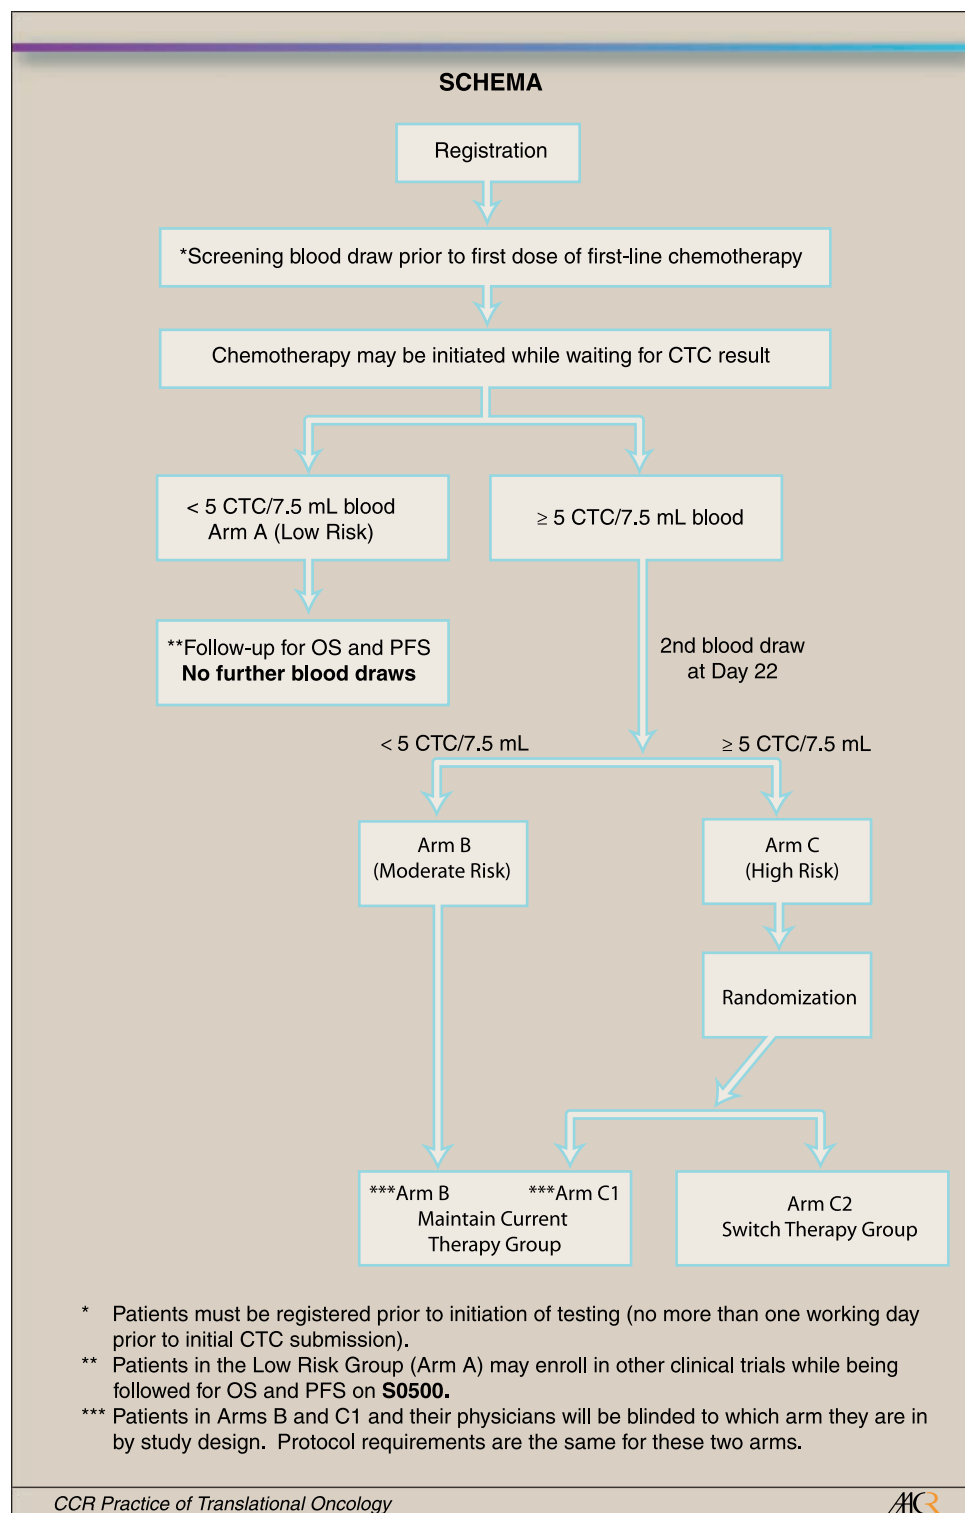 SCHEMA
Registration
*Screening blood draw prior to first dose of first-line chemotherapy
Chemotherapy may be initiated while waiting for CTC result
< 5 CTC/7.5 mL blood
Arm A (Low Risk)
≥ 5 CTC/7.5 mL blood
**Follow-up for OS and PFS
No further blood draws
2nd blood draw
at Day 22
< 5 CTC/7.5 mL
≥ 5 CTC/7.5 mL
Arm B
(Moderate Risk)
Arm C
(High Risk)
Randomization
***Arm B ***Arm C1
Maintain Current
Therapy Group
Arm C2
Switch Therapy Group
* Patients must be registered prior to initiation of testing (no more than one working day
prior to initial CTC submission).
** Patients in the Low Risk Group (Arm A) may enroll in other clinical trials while being
followed for OS and PFS on S0500.
*** Patients in Arms B and C1 and their physicians will be blinded to which arm they are in
by study design. Protocol requirements are the same for these two arms.
CCR Practice of Translational Oncology
AACR